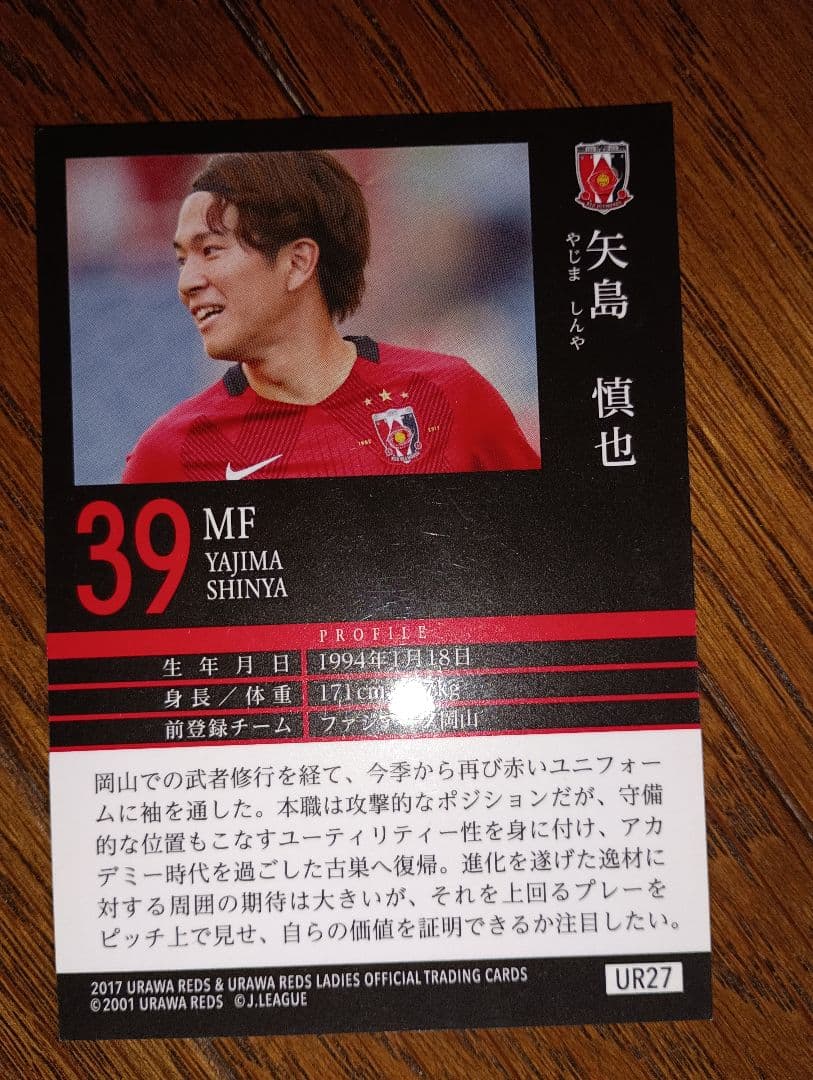 矢島 慎也
やじま しんや
39
MF
YAJIMA
SHINYA
PROFILE
生年月日 1994年1月18日
身長／体重 171cm kg
前登録チーム ファジ 岡山
岡山での武者修行を経て、今季から再び赤いユニフォー
ムに袖を通した。本職は攻撃的なポジションだが、守備
的な位置もこなすユーティリティー性を身に付け、アカ
デミー時代を過ごした古巣へ復帰。進化を遂げた逸材に
対する周囲の期待は大きいが、それを上回るプレーを
ピッチ上で見せ、自らの価値を証明できるか注目したい。
2017 URAWA REDS & URAWA REDS LADIES OFFICIAL TRADING CARDS
©2001 URAWA REDS ©J.LEAGUE
UR27